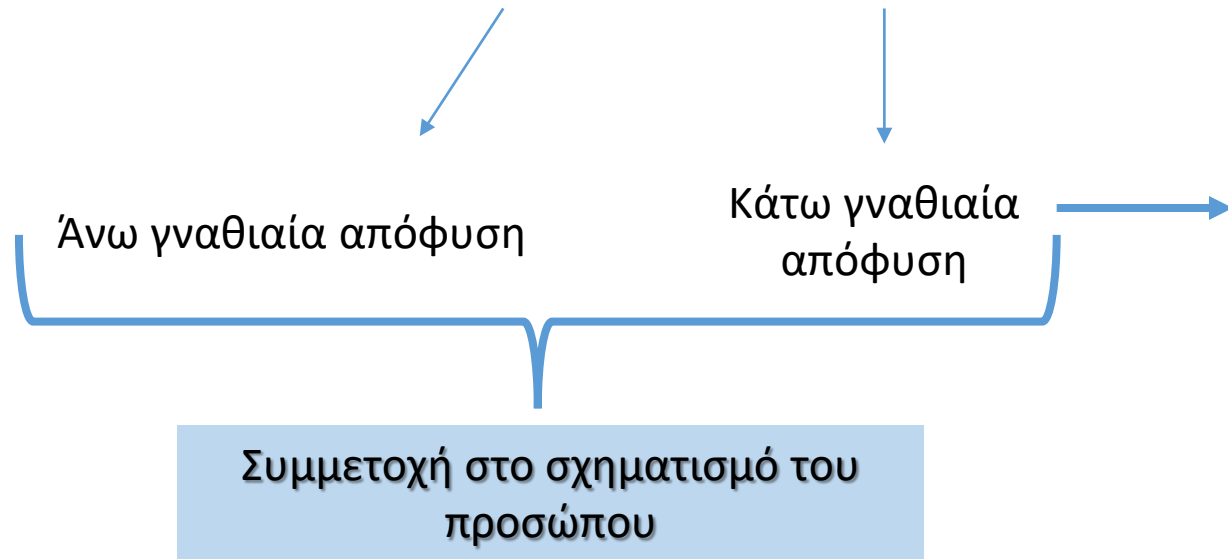 Άνω γναθιαία απόφυση
Κάτω γναθιαία
απόφυση
Συμμετοχή στο σχηματισμό του
προσώπου